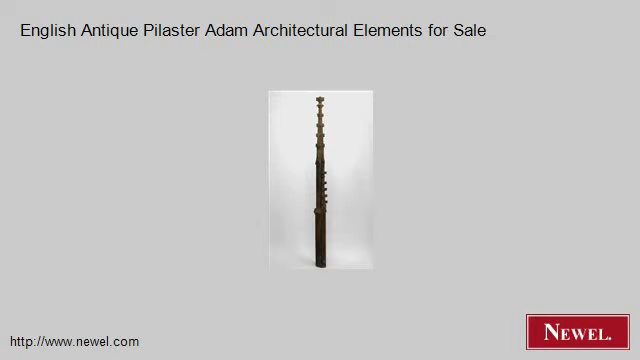 English Antique Pilaster Adam Architectural Elements for Sale
NEWEL.
http://www.newel.com